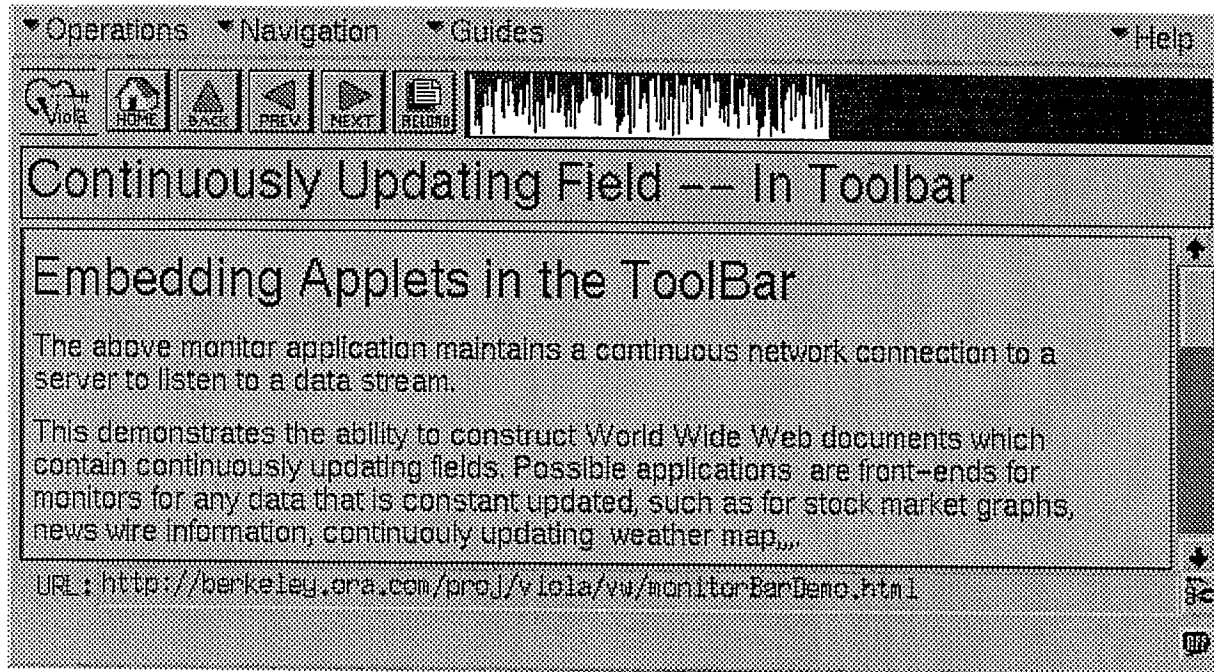 Operations Navigation Guides Help
Viola HOME BACK PREV NEXT RELOAD
Continuously Updating Field -- In Toolbar
Embedding Applets in the ToolBar
The above monitor application maintains a continuous network connection to a
server to listen to a data stream.
This demonstrates the ability to construct World Wide Web documents which
contain continuously updating fields. Possible applications are front-ends for
monitors for any data that is constant updated, such as for stock market graphs,
news wire information, continuouly updating weather map,,,.
URL: http://berkeley.ora.com/proj/viola/vw/monitorBarDemo.html